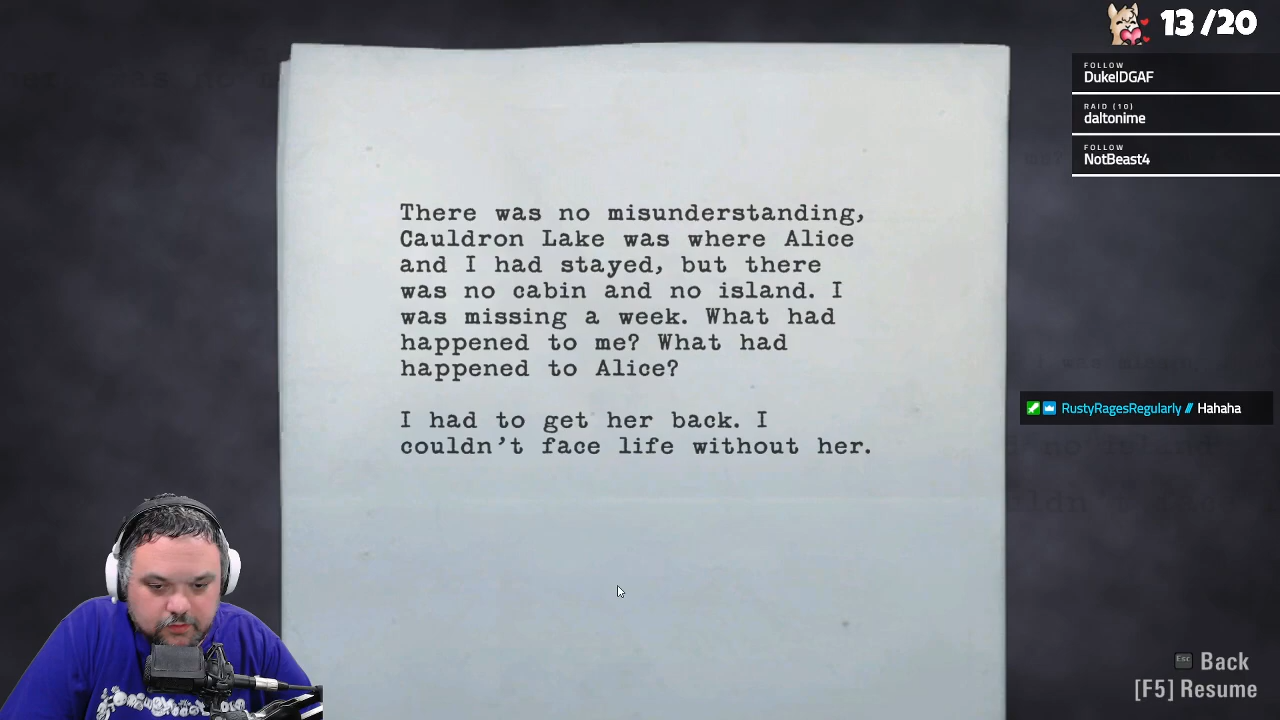 13 /20
FOLLOW
DukeIDGAF
RAID (10)
daltonime
FOLLOW
NotBeast4
There was no misunderstanding,
Cauldron Lake was where Alice
and I had stayed, but there
was no cabin and no island. I
was missing a week. What had
happened to me? What had
happened to Alice?
I had to get her back. I
couldn't face life without her.
RustyRagesRegularly // Hahaha
Esc Back
[F5] Resume